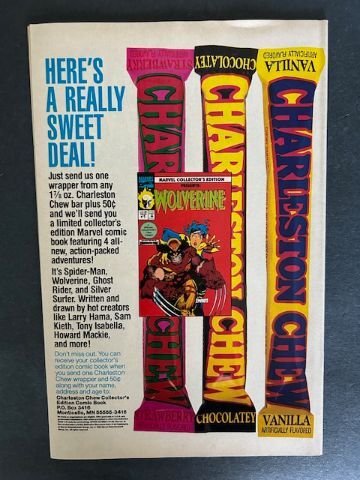 HERE'S
A REALLY
SWEET
DEAL!
Just send us one
wrapper from any
1⅞ oz. Charleston
Chew bar plus 50¢
and we'll send you
a limited collector's
edition Marvel comic
book featuring 4 all-
new, action-packed
adventures!
It's Spider-Man,
Wolverine, Ghost
Rider, and Silver
Surfer. Written and
drawn by hot creators
like Larry Hama, Sam
Kieth, Tony Isabella,
Howard Mackie,
and more!
Don't miss out. You can
receive your collector's
edition comic book when
you send one Charleston
Chew wrapper and 50¢
along with your name,
address and age to:
Charleston Chew Collector's
Edition Comic Book
P.O. Box 3416
Monticello, MN 55565-3416
STRAWBERRY
ARTIFICIALLY FLAVORED
CHARLESTON CHEW
STRAWBERRY
CHOCOLATEY
CHARLESTON CHEW
CHOCOLATEY
VANILLA
ARTIFICIALLY FLAVORED
CHARLESTON CHEW
VANILLA
ARTIFICIALLY FLAVORED
MARVEL COLLECTOR'S EDITION
PRESENTS:
WOLVERINE